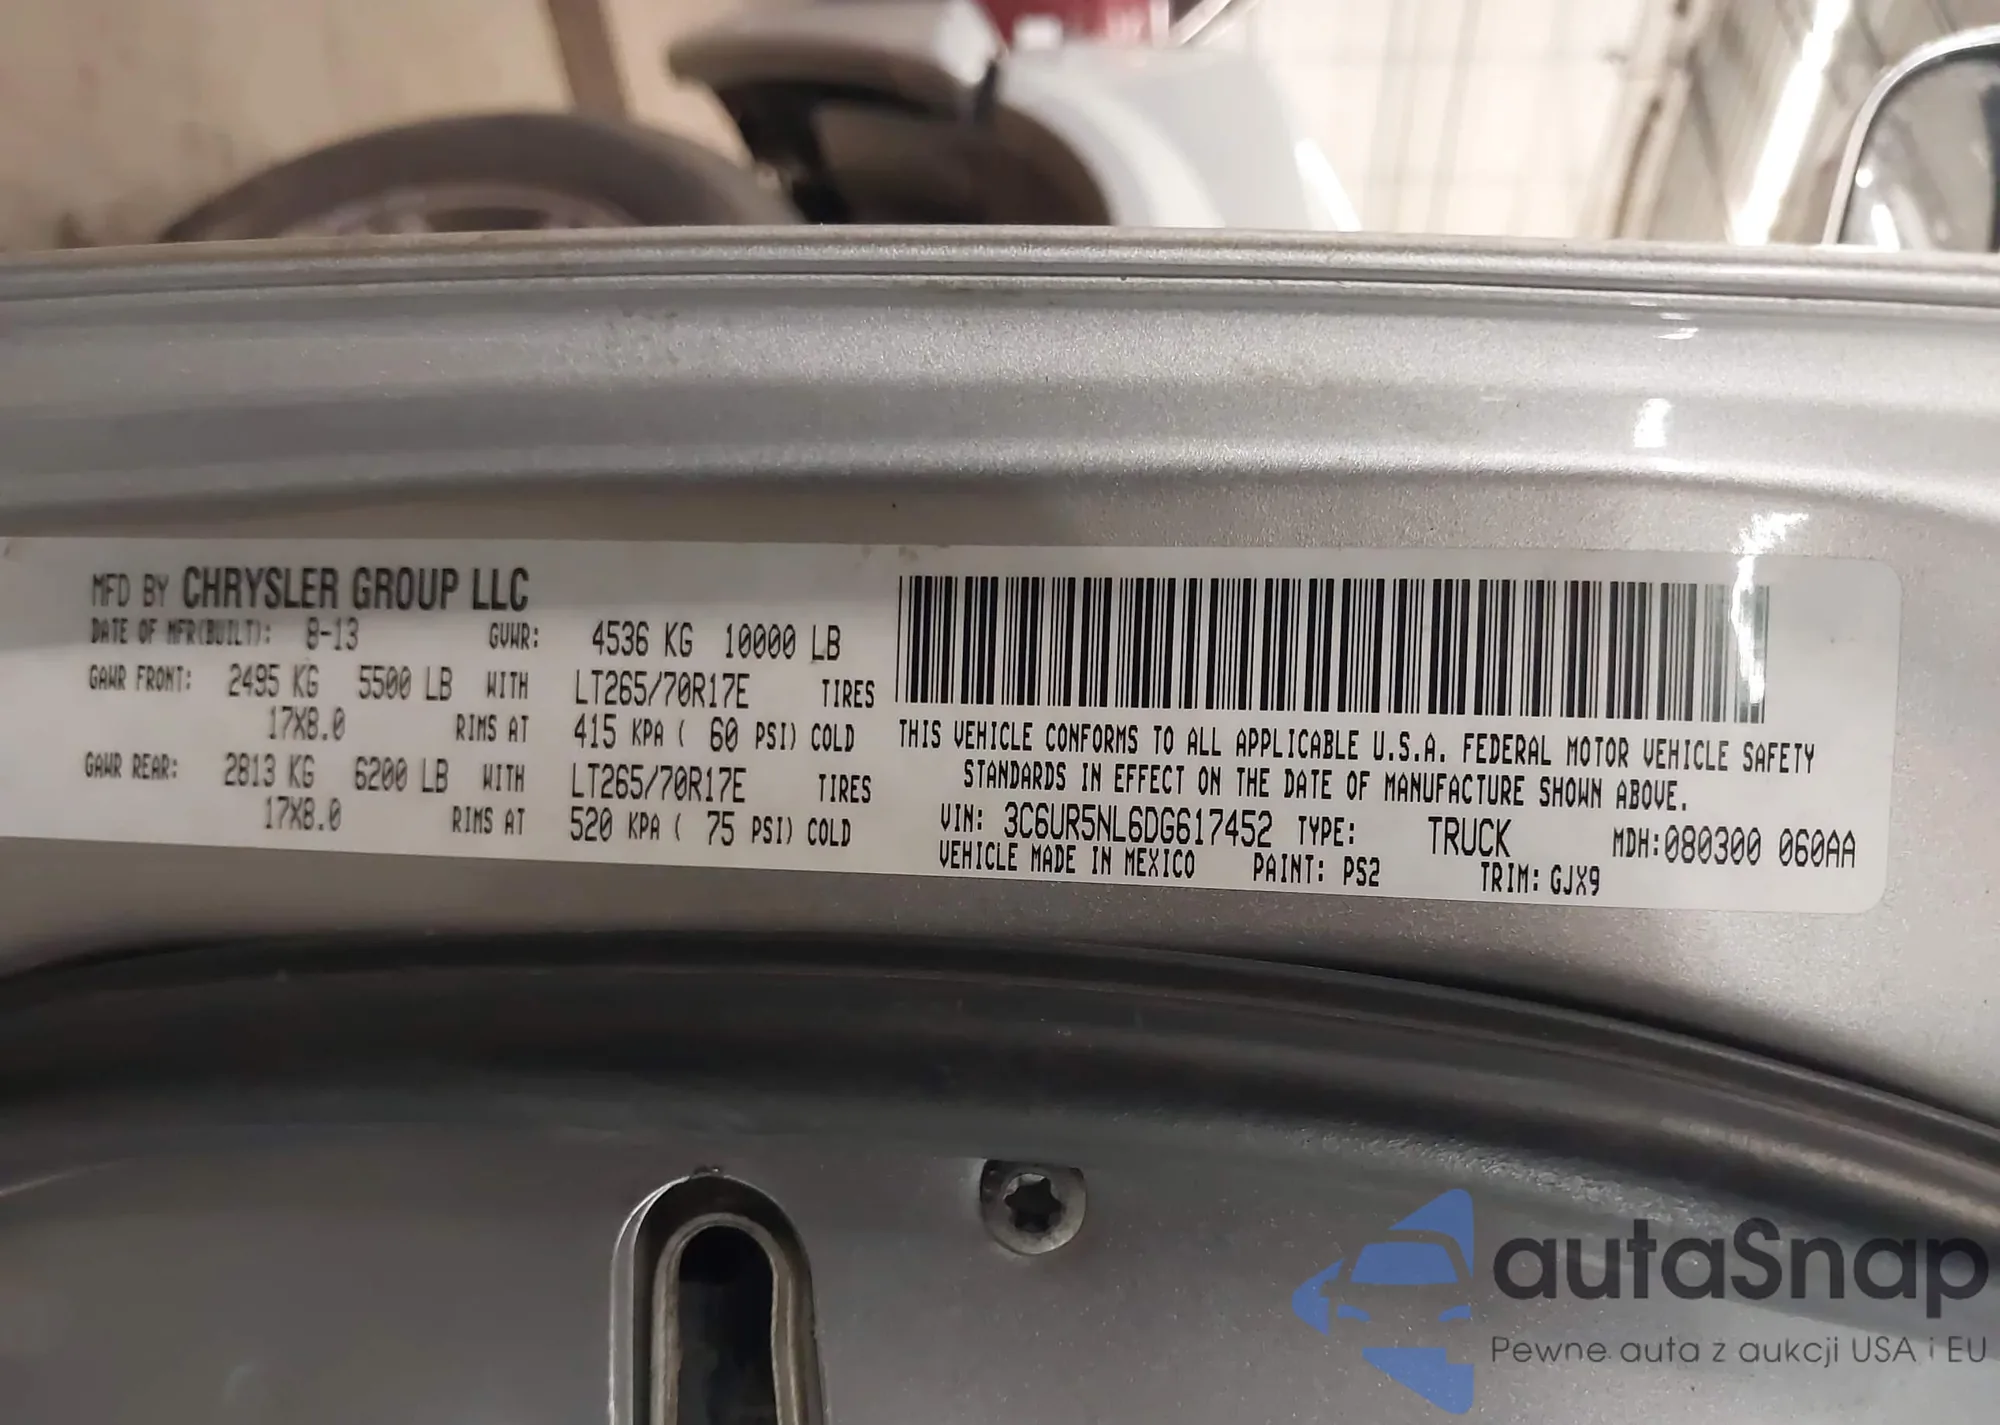 MFD BY CHRYSLER GROUP LLC
DATE OF MFR(BUILT): 8-13 GVWR: 4536 KG 10000 LB
GAWR FRONT: 2495 KG 5500 LB WITH LT265/70R17E TIRES
17X8.0 RIMS AT 415 KPA ( 60 PSI) COLD
GAWR REAR: 2813 KG 6200 LB WITH LT265/70R17E TIRES
17X8.0 RIMS AT 520 KPA ( 75 PSI) COLD
THIS VEHICLE CONFORMS TO ALL APPLICABLE U.S.A. FEDERAL MOTOR VEHICLE SAFETY
STANDARDS IN EFFECT ON THE DATE OF MANUFACTURE SHOWN ABOVE.
VIN: 3C6UR5NL6DG617452 TYPE: TRUCK MDH:080300 060AA
VEHICLE MADE IN MEXICO PAINT: PS2 TRIM: GJX9
autaSnap
Pewne auta z aukcji USA i EU